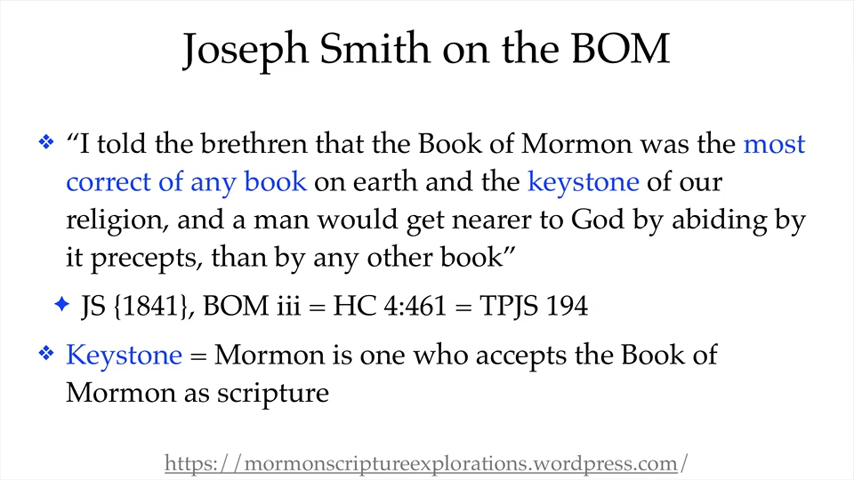 Joseph Smith on the BOM
❖ “I told the brethren that the Book of Mormon was the most
correct of any book on earth and the keystone of our
religion, and a man would get nearer to God by abiding by
it precepts, than by any other book”
✦ JS {1841}, BOM iii = HC 4:461 = TPJS 194
❖ Keystone = Mormon is one who accepts the Book of
Mormon as scripture
https://mormonscriptureexplorations.wordpress.com/